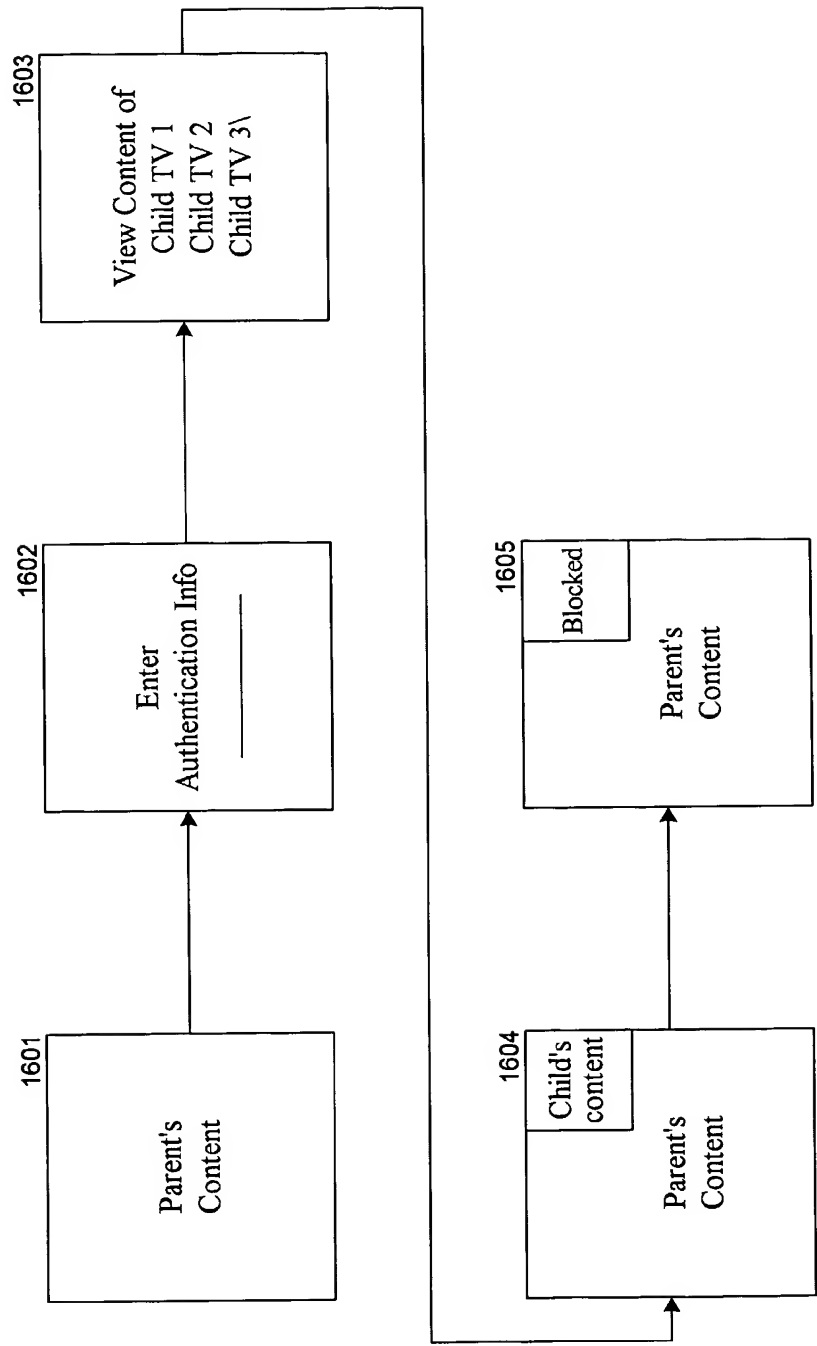 1601
Parent's
Content
1602
Enter
Authentication Info
1603
View Content of
Child TV 1
Child TV 2
Child TV 3\
1604
Child's
content
Parent's
Content
1605
Blocked
Parent's
Content